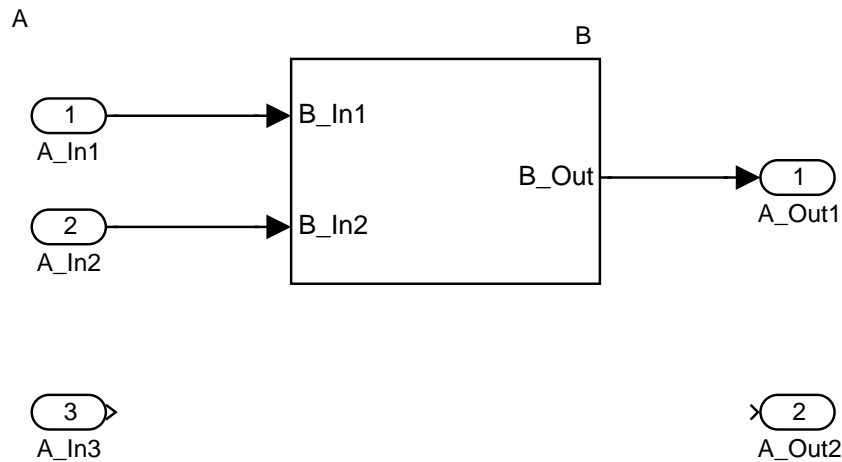 A
B
1
A_In1
B_In1
B_Out
1
A_Out1
2
A_In2
B_In2
3
A_In3
2
A_Out2